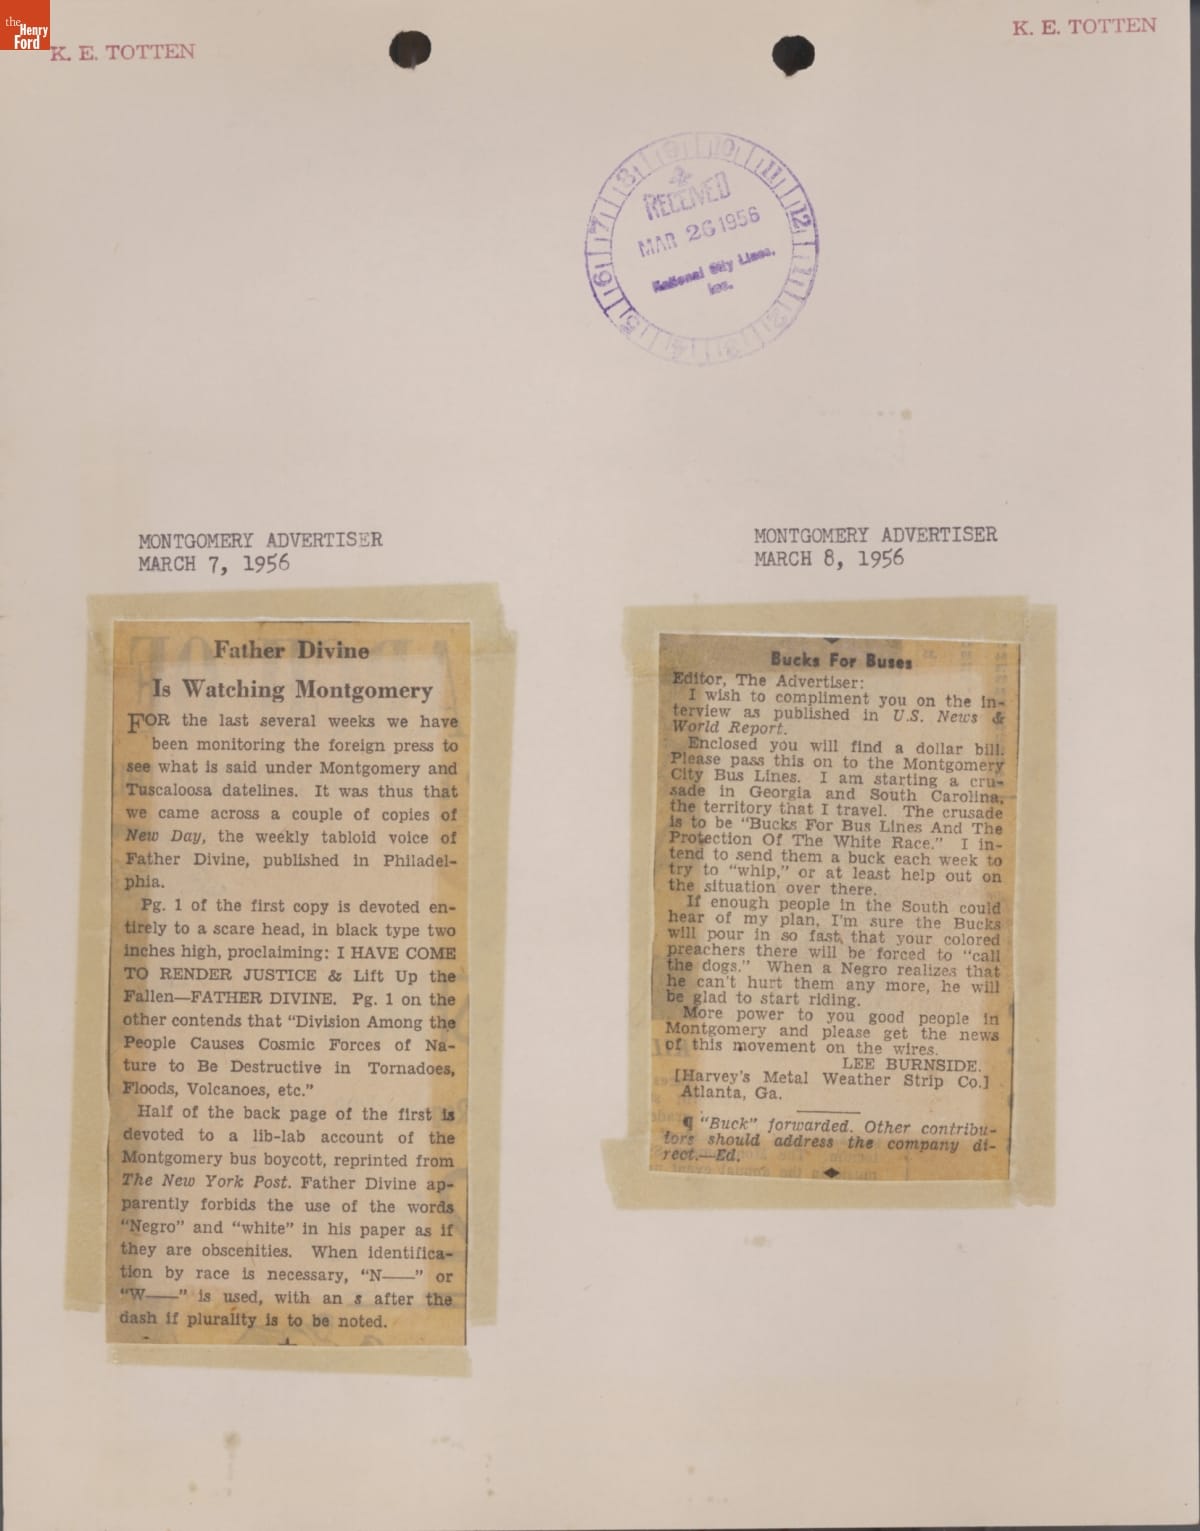 the
Henry
Ford
K. E. TOTTEN
K. E. TOTTEN
RECEIVED
MAR 26 1956
National City Lines,
Inc.
MONTGOMERY ADVERTISER
MARCH 7, 1956
Father Divine
Is Watching Montgomery
FOR the last several weeks we have
been monitoring the foreign press to
see what is said under Montgomery and
Tuscaloosa datelines. It was thus that
we came across a couple of copies of
New Day, the weekly tabloid voice of
Father Divine, published in Philadel-
phia.
Pg. 1 of the first copy is devoted en-
tirely to a scare head, in black type two
inches high, proclaiming: I HAVE COME
TO RENDER JUSTICE & Lift Up the
Fallen—FATHER DIVINE. Pg. 1 on the
other contends that "Division Among the
People Causes Cosmic Forces of Na-
ture to Be Destructive in Tornadoes,
Floods, Volcanoes, etc."
Half of the back page of the first is
devoted to a lib-lab account of the
Montgomery bus boycott, reprinted from
The New York Post. Father Divine ap-
parently forbids the use of the words
"Negro" and "white" in his paper as if
they are obscenities. When identifica-
tion by race is necessary, "N——" or
"W——" is used, with an s after the
dash if plurality is to be noted.
MONTGOMERY ADVERTISER
MARCH 8, 1956
Bucks For Buses
Editor, The Advertiser:
I wish to compliment you on the in-
terview as published in U.S. News &
World Report.
Enclosed you will find a dollar bill.
Please pass this on to the Montgomery
City Bus Lines. I am starting a cru-
sade in Georgia and South Carolina,
the territory that I travel. The crusade
is to be "Bucks For Bus Lines And The
Protection Of The White Race." I in-
tend to send them a buck each week to
try to "whip," or at least help out on
the situation over there.
If enough people in the South could
hear of my plan, I'm sure the Bucks
will pour in so fast that your colored
preachers there will be forced to "call
the dogs." When a Negro realizes that
he can't hurt them any more, he will
be glad to start riding.
More power to you good people in
Montgomery and please get the news
of this movement on the wires.
LEE BURNSIDE.
[Harvey's Metal Weather Strip Co.]
Atlanta, Ga.
¶ "Buck" forwarded. Other contribu-
tors should address the company di-
rect.—Ed.